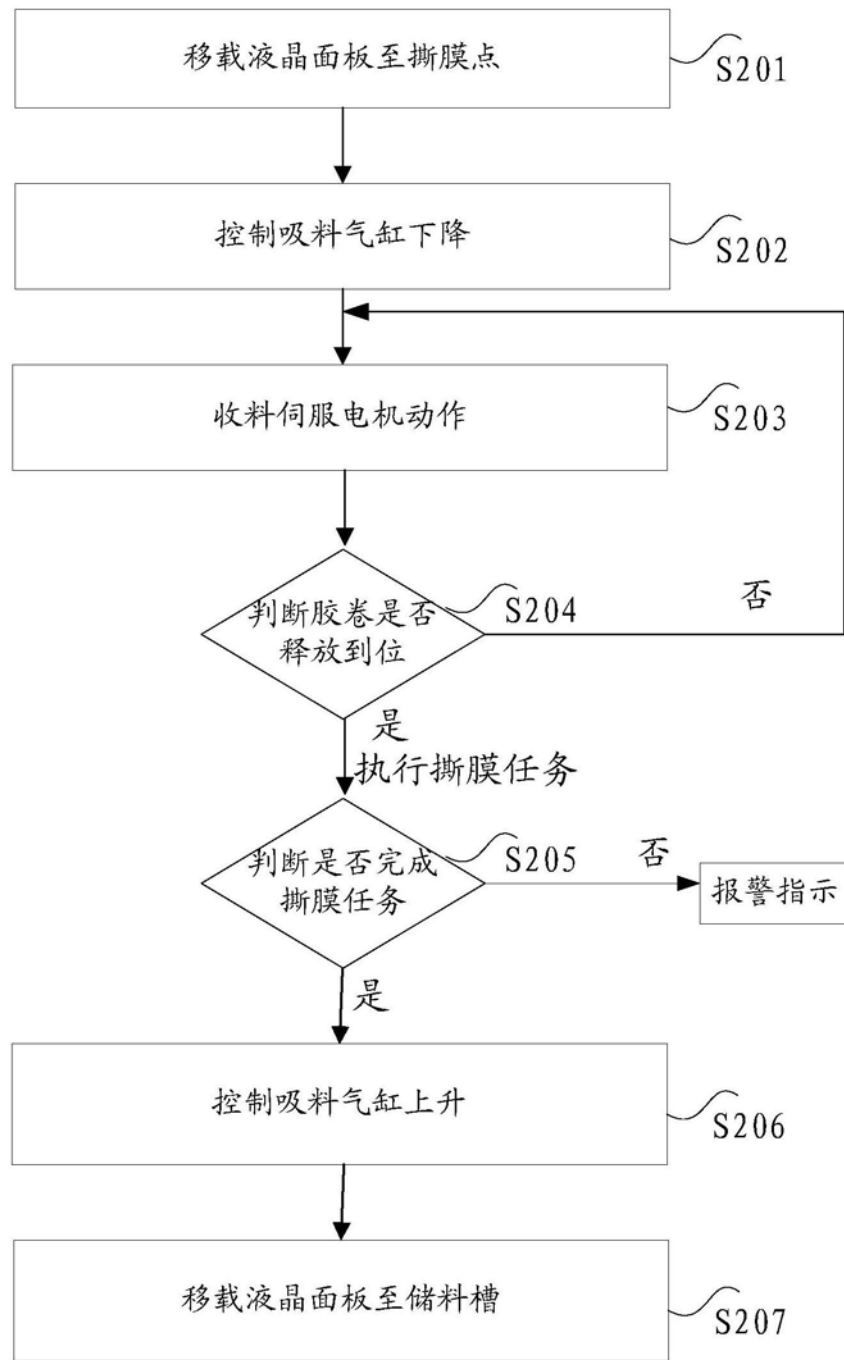 移载液晶面板至撕膜点
S201
控制吸料气缸下降
S202
收料伺服电机动作
S203
判断胶卷是否
释放到位
S204
否
是
执行撕膜任务
判断是否完成
撕膜任务
S205
否
报警指示
是
控制吸料气缸上升
S206
移载液晶面板至储料槽
S207